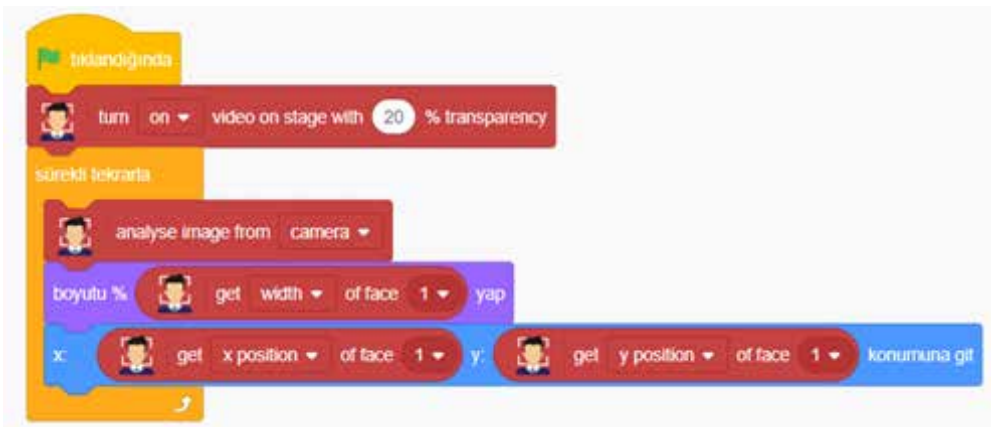 tıklandığında
turn on video on stage with 20 % transparency
sürekli tekrarla
analyse image from camera
boyutu % get width of face 1 yap
x: get x position of face 1 y: get y position of face 1 konumuna git